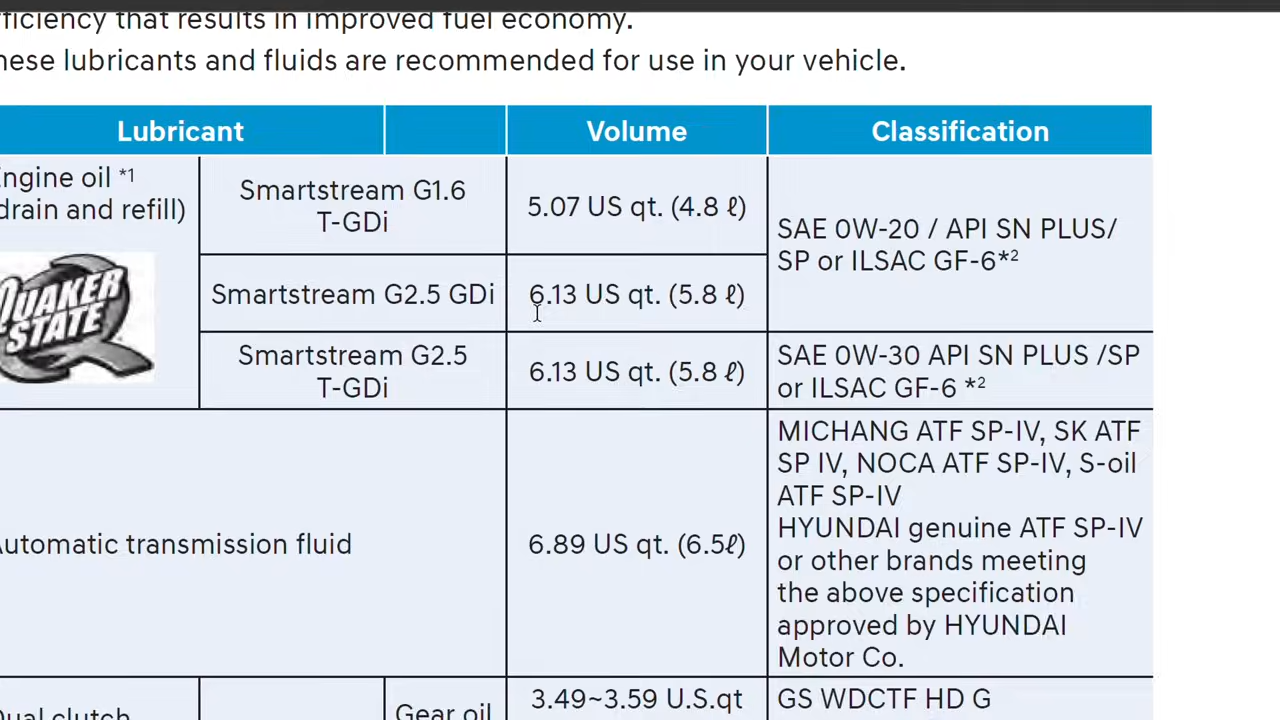 fficiency that results in improved fuel economy.
hese lubricants and fluids are recommended for use in your vehicle.
Lubricant Volume Classification
ngine oil *1
drain and refill)
QUAKER
STATE
Smartstream G1.6
T-GDi
5.07 US qt. (4.8 ℓ)
SAE 0W-20 / API SN PLUS/
SP or ILSAC GF-6*2
Smartstream G2.5 GDi
6.13 US qt. (5.8 ℓ)
Smartstream G2.5
T-GDi
6.13 US qt. (5.8 ℓ)
SAE 0W-30 API SN PLUS /SP
or ILSAC GF-6 *2
Automatic transmission fluid
6.89 US qt. (6.5ℓ)
MICHANG ATF SP-IV, SK ATF
SP IV, NOCA ATF SP-IV, S-oil
ATF SP-IV
HYUNDAI genuine ATF SP-IV
or other brands meeting
the above specification
approved by HYUNDAI
Motor Co.
Dual clutch
Gear oil
3.49~3.59 U.S.qt
GS WDCTF HD G